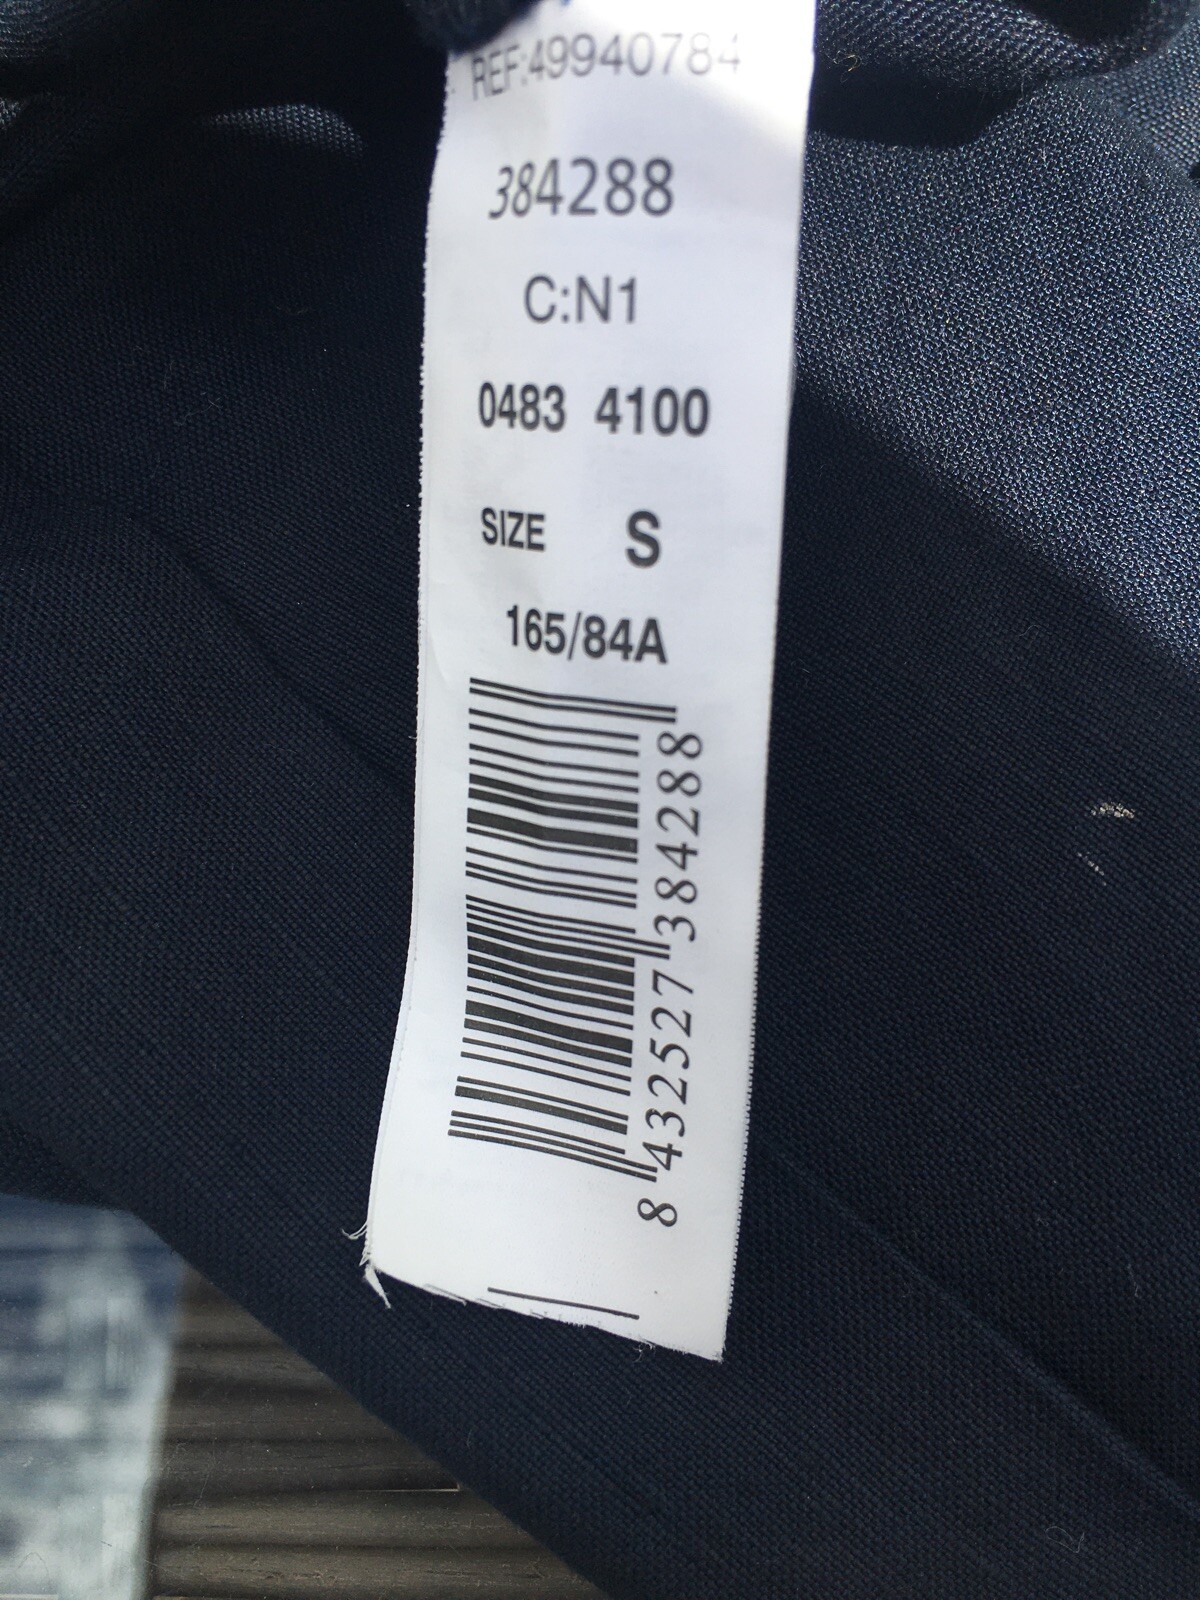 REF:49940784
384288
C:N1
0483 4100
SIZE S
165/84A
8 432527 384288